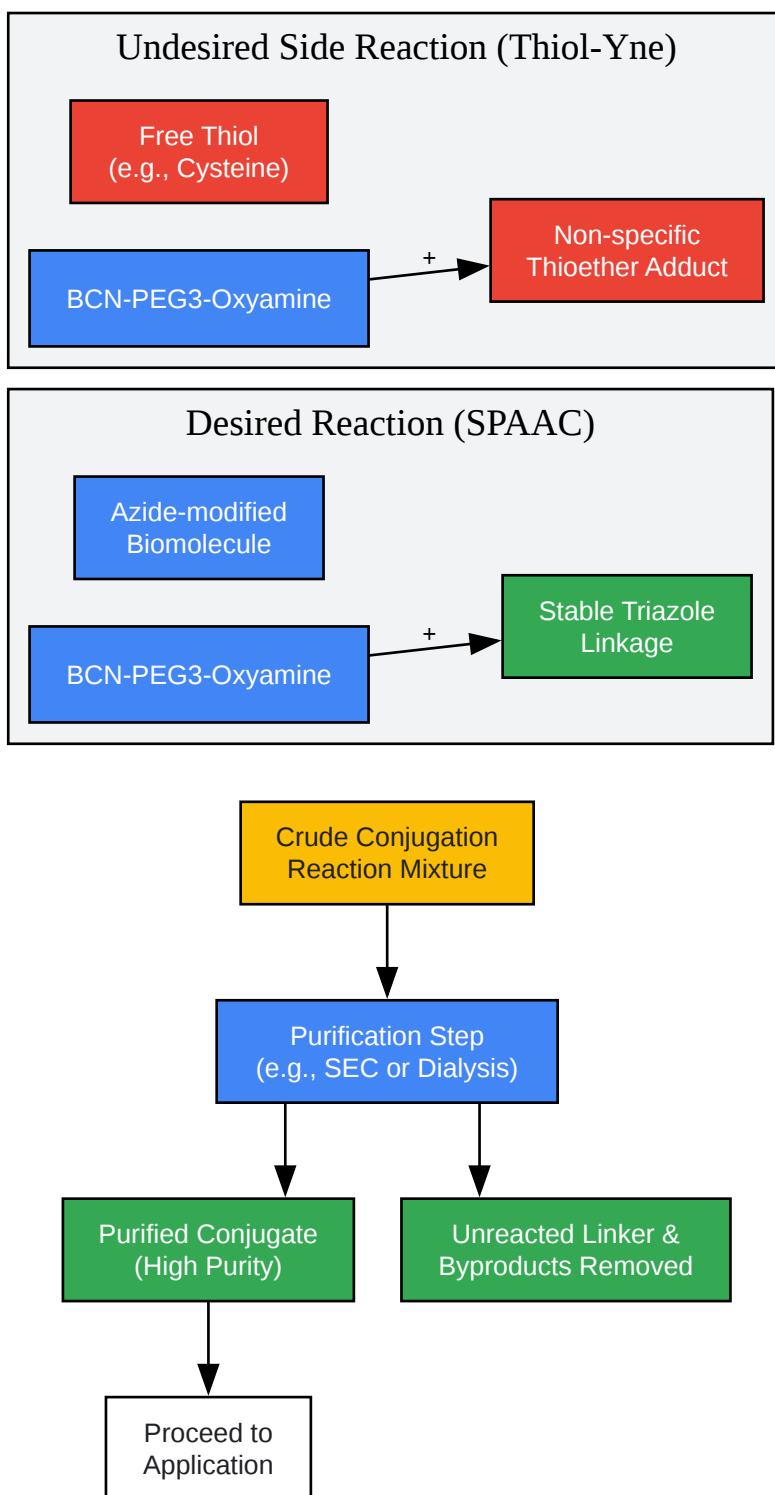 Undesired Side Reaction (Thiol-Yne)
Free Thiol
(e.g., Cysteine)
BCN-PEG3-Oxyamine
+
Non-specific
Thioether Adduct
Desired Reaction (SPAAC)
Azide-modified
Biomolecule
BCN-PEG3-Oxyamine
+
Stable Triazole
Linkage
Crude Conjugation
Reaction Mixture
Purification Step
(e.g., SEC or Dialysis)
Purified Conjugate
(High Purity)
Unreacted Linker &
Byproducts Removed
Proceed to
Application